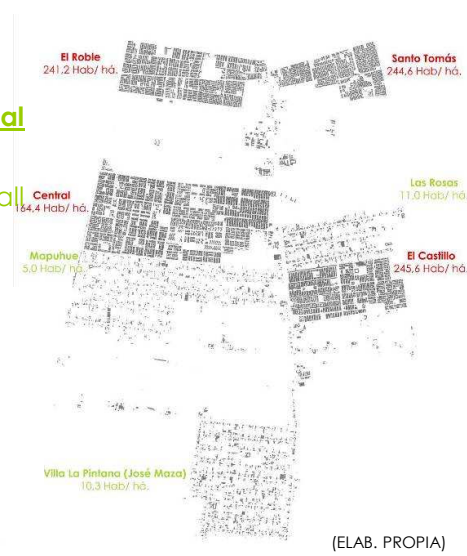 El Roble
241,2 Hab/ há.
Santo Tomás
244,6 Hab/ há.
al
all
Central
164,4 Hab/ há.
Las Rosas
11,0 Hab/ há.
Mapuhue
5,0 Hab/ há.
El Castillo
245,6 Hab/ há.
Villa La Pintana (José Maza)
10,3 Hab/ há.
(ELAB. PROPIA)